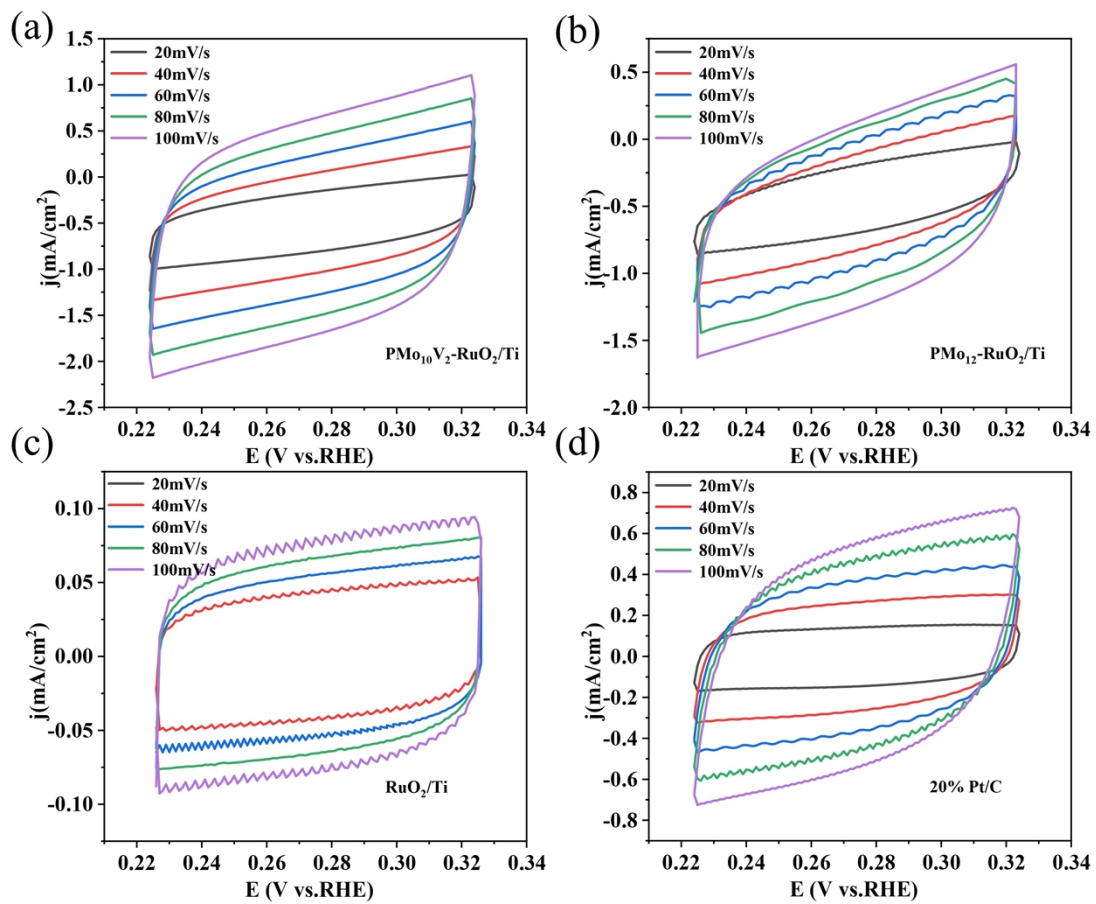 (a)
20mV/s
40mV/s
60mV/s
80mV/s
100mV/s
1.5
1.0
0.5
0.0
-0.5
-1.0
-1.5
-2.0
-2.5
j(mA/cm²)
PMo₁₀V₂-RuO₂/Ti
0.22 0.24 0.26 0.28 0.30 0.32 0.34
E (V vs.RHE)
(b)
20mV/s
40mV/s
60mV/s
80mV/s
100mV/s
0.5
0.0
-0.5
-1.0
-1.5
-2.0
j(mA/cm²)
PMo₁₂-RuO₂/Ti
0.22 0.24 0.26 0.28 0.30 0.32 0.34
E (V vs.RHE)
(c)
20mV/s
40mV/s
60mV/s
80mV/s
100mV/s
0.10
0.05
0.00
-0.05
-0.10
j(mA/cm²)
RuO₂/Ti
0.22 0.24 0.26 0.28 0.30 0.32 0.34
E (V vs.RHE)
(d)
20mV/s
40mV/s
60mV/s
80mV/s
100mV/s
0.8
0.6
0.4
0.2
0.0
-0.2
-0.4
-0.6
-0.8
j(mA/cm²)
20% Pt/C
0.22 0.24 0.26 0.28 0.30 0.32 0.34
E (V vs.RHE)